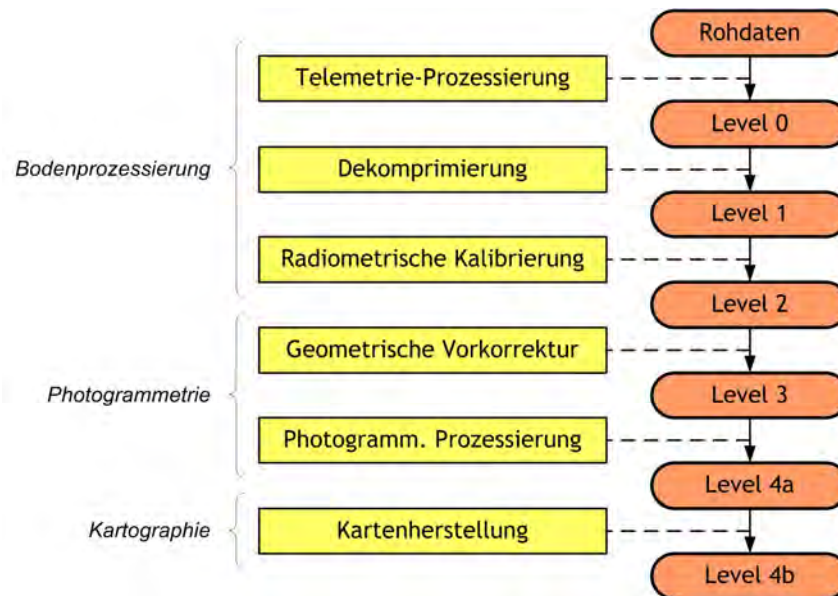 Rohdaten
Telemetrie-Prozessierung
Level 0
Bodenprozessierung
Dekomprimierung
Level 1
Radiometrische Kalibrierung
Level 2
Geometrische Vorkorrektur
Photogrammetrie
Level 3
Photogramm. Prozessierung
Level 4a
Kartographie
Kartenherstellung
Level 4b